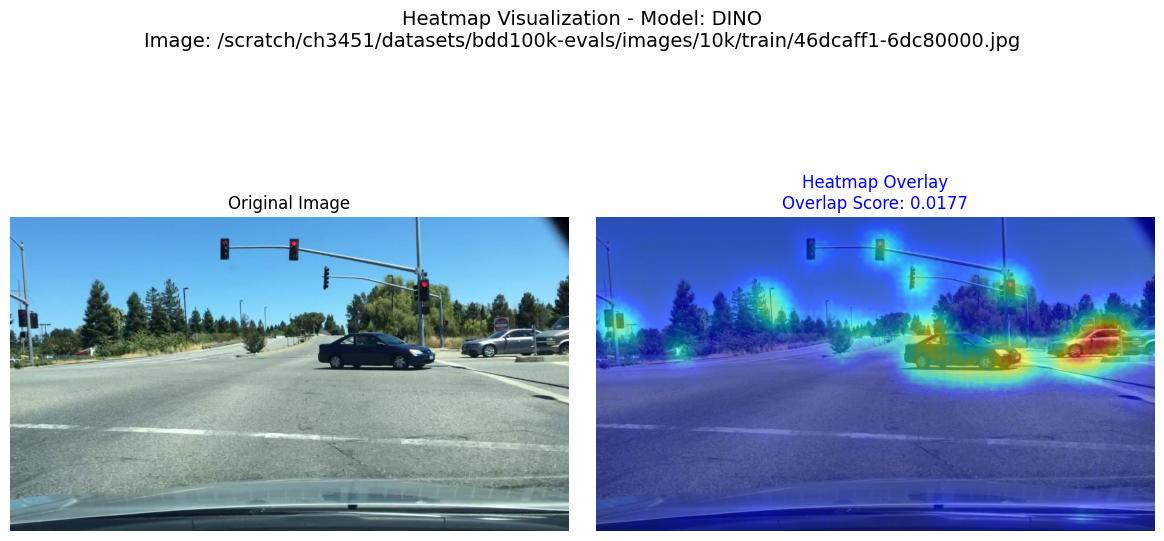 Heatmap Visualization - Model: DINO
Image: /scratch/ch3451/datasets/bdd100k-evals/images/10k/train/46dcaff1-6dc80000.jpg
Original Image
Heatmap Overlay
Overlap Score: 0.0177